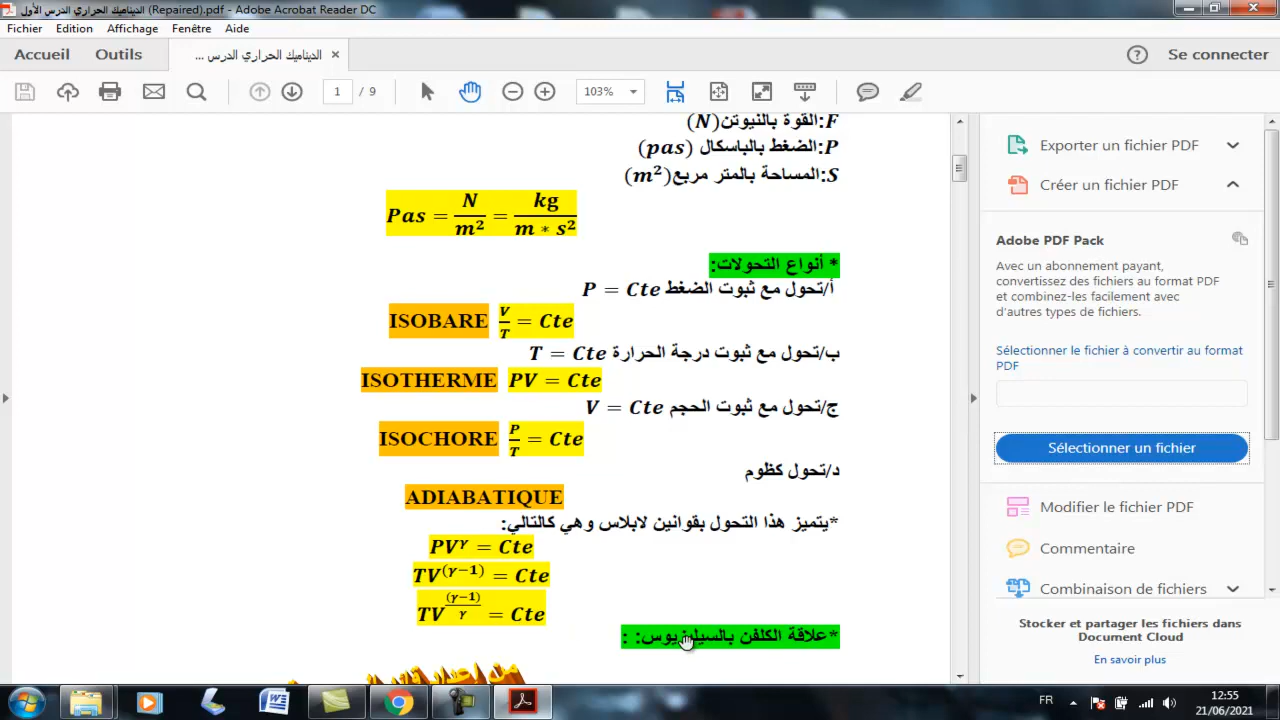 الديناميك الحراري الدرس الأول (Repaired).pdf - Adobe Acrobat Reader DC
Fichier Edition Affichage Fenêtre Aide
Accueil Outils الديناميك الحراري الدرس ... × Se connecter
1 / 9 103%
F:القوة بالنيوتن(N)
P:الضغط بالباسكال (pas)
S:المساحة بالمتر مربع(m²)
Pas = N/m² = kg/(m * s²)
* أنواع التحولات:
أ/تحول مع ثبوت الضغط P = Cte
ISOBARE V/T = Cte
ب/تحول مع ثبوت درجة الحرارة T = Cte
ISOTHERME PV = Cte
ج/تحول مع ثبوت الحجم V = Cte
ISOCHORE P/T = Cte
د/تحول كظوم
ADIABATIQUE
*يتميز هذا التحول بقوانين لابلاس وهي كالتالي:
PV^γ = Cte
TV^(γ−1) = Cte
TV^((γ−1)/γ) = Cte
*علاقة الكلفن بالسيليزيوس: :
Exporter un fichier PDF
Créer un fichier PDF
Adobe PDF Pack
Avec un abonnement payant,
convertissez des fichiers au format PDF
et combinez-les facilement avec
d'autres types de fichiers.
Sélectionner le fichier à convertir au format
PDF
Sélectionner un fichier
Modifier le fichier PDF
Commentaire
Combinaison de fichiers
Stocker et partager les fichiers dans
Document Cloud
En savoir plus
FR 12:55
21/06/2021